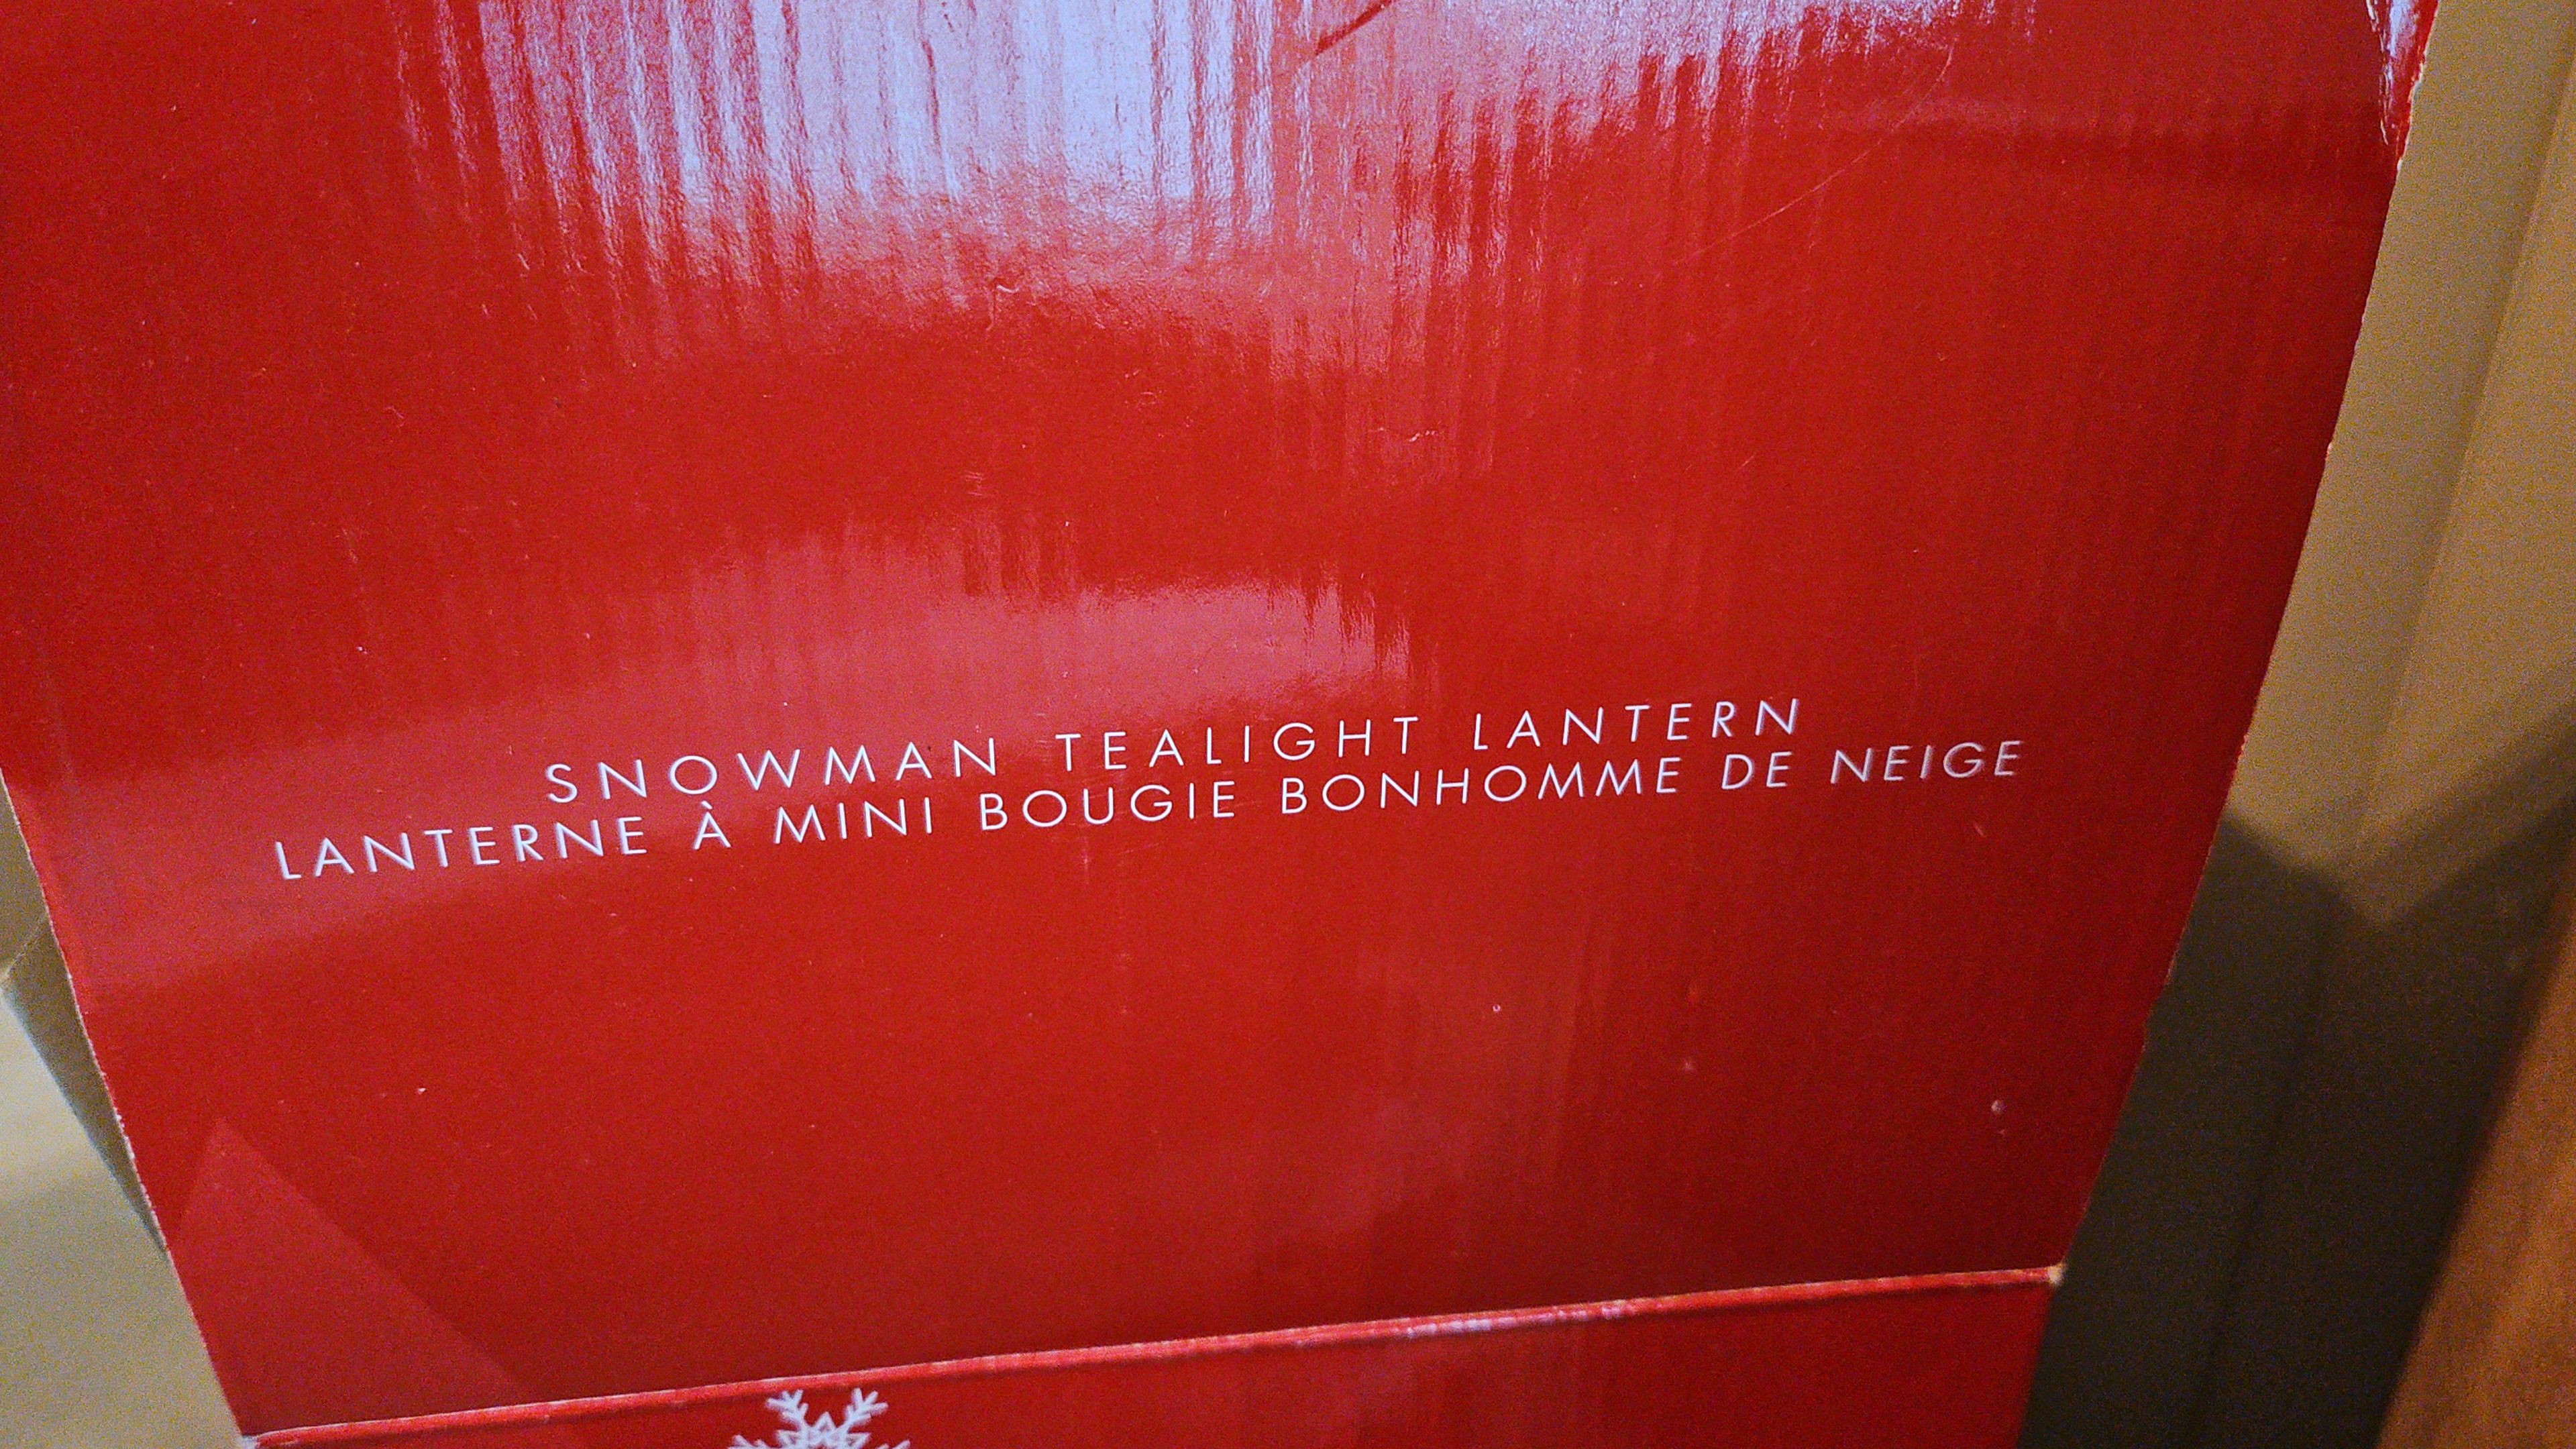 SNOWMAN TEALIGHT LANTERN
LANTERNE À MINI BOUGIE BONHOMME DE NEIGE